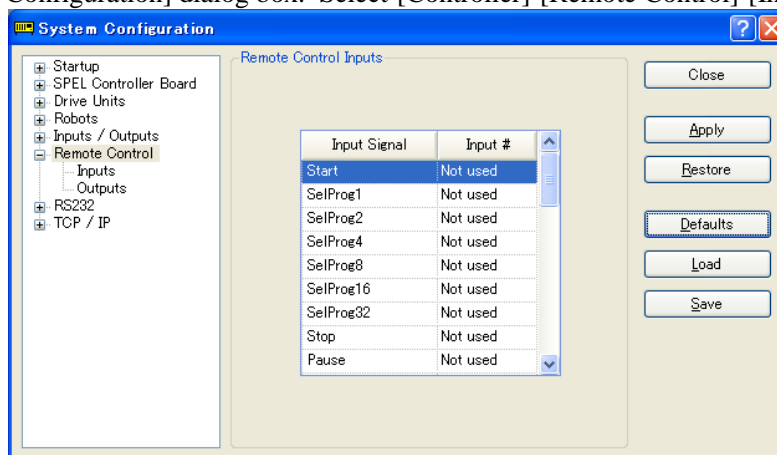 Configuration] dialog box. Select [Controller]-[Remote Control]-[In
System Configuration
Startup
SPEL Controller Board
Drive Units
Robots
Inputs / Outputs
Remote Control
Inputs
Outputs
RS232
TCP / IP
Remote Control Inputs
Input Signal Input #
Start Not used
SelProg1 Not used
SelProg2 Not used
SelProg4 Not used
SelProg8 Not used
SelProg16 Not used
SelProg32 Not used
Stop Not used
Pause Not used
Close
Apply
Restore
Defaults
Load
Save